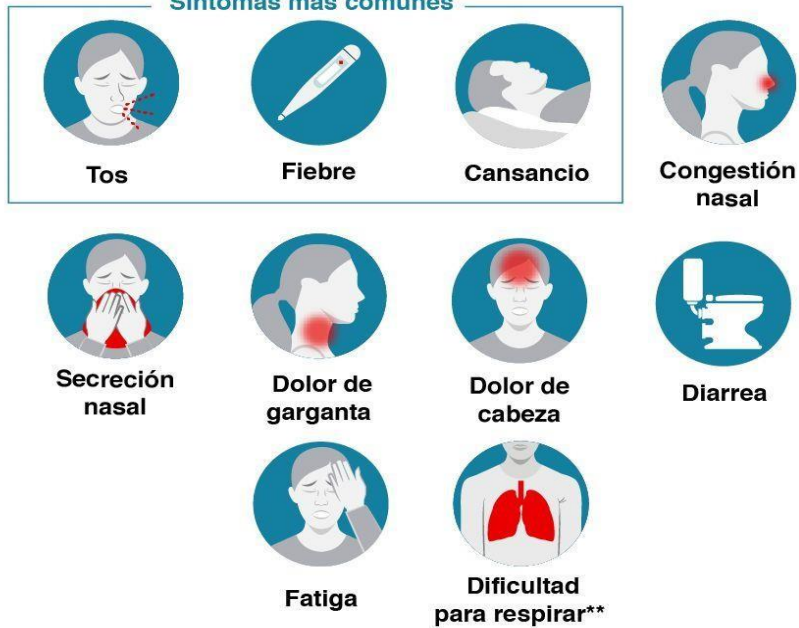 Síntomas más comunes
Tos
Fiebre
Cansancio
Congestión
nasal
Secreción
nasal
Dolor de
garganta
Dolor de
cabeza
Diarrea
Fatiga
Dificultad
para respirar**